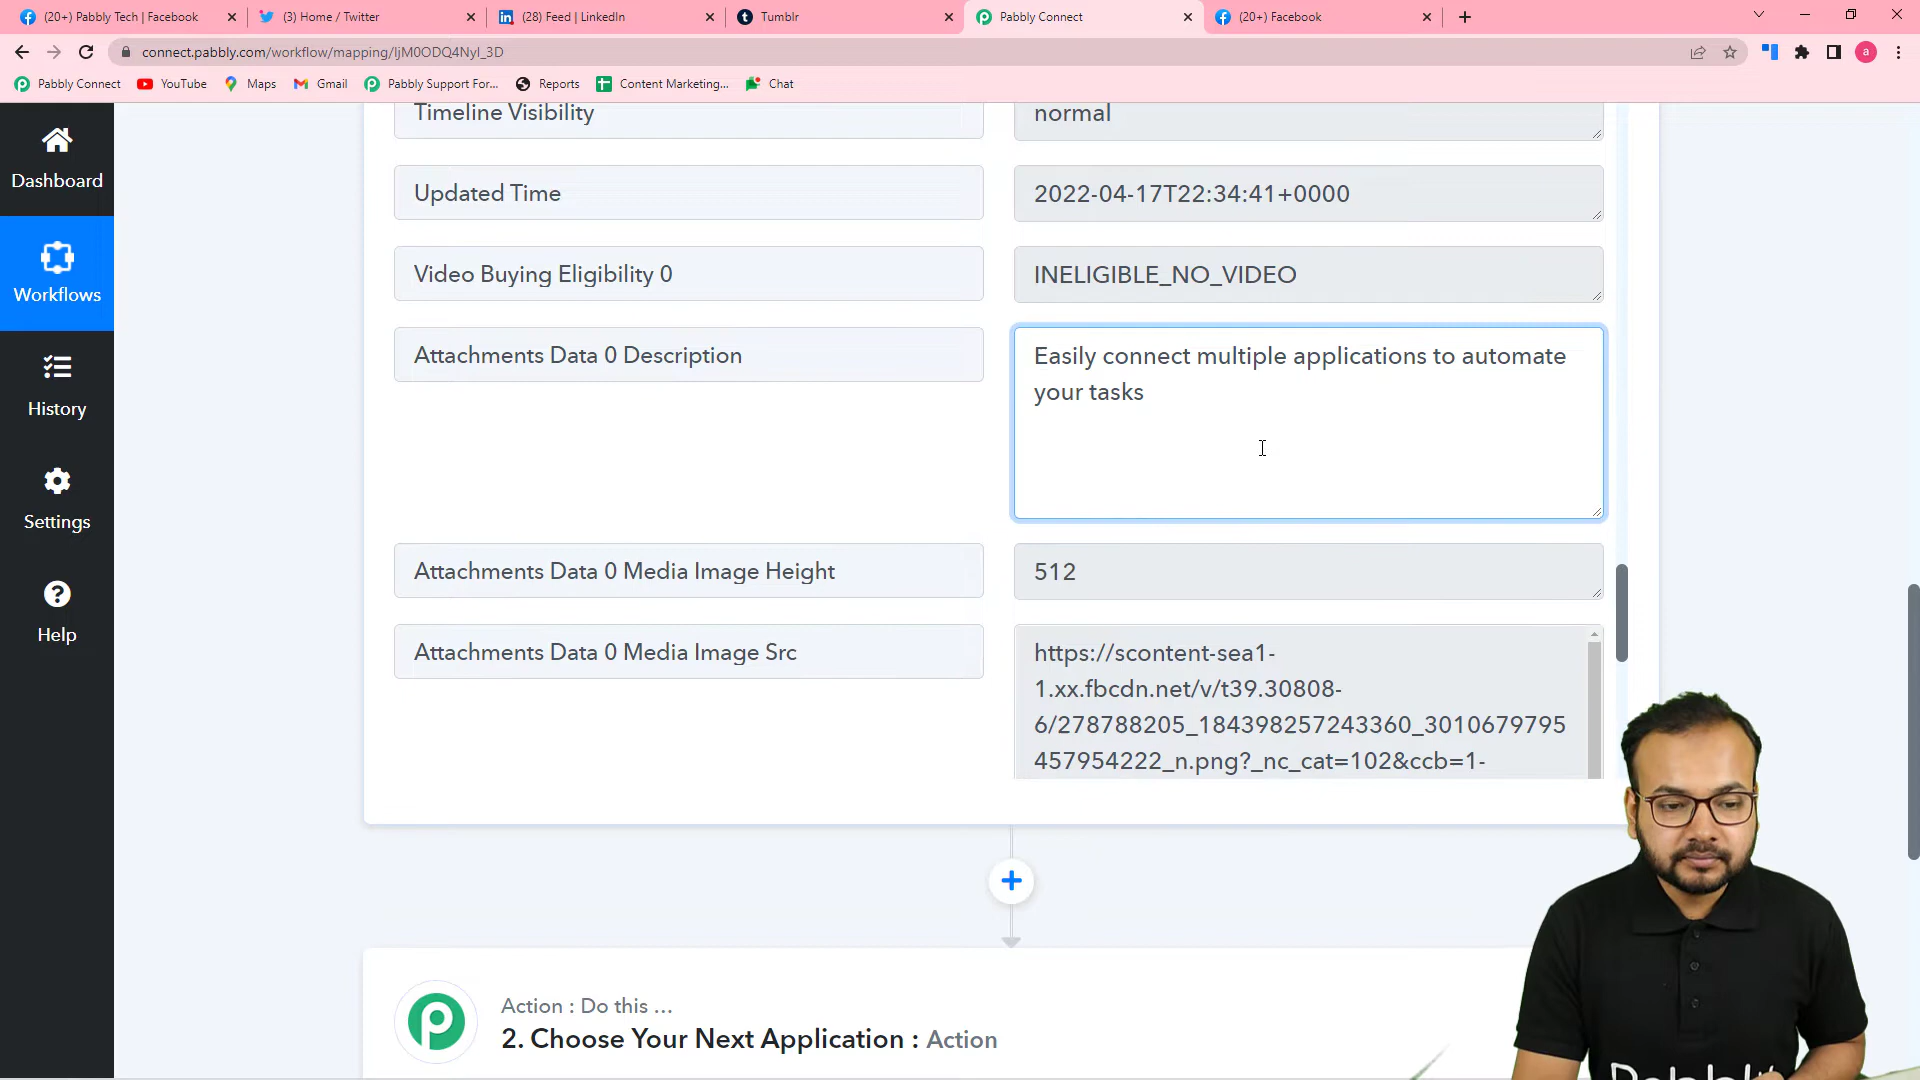 (20+) Pabbly Tech | Facebook
(3) Home / Twitter
(28) Feed | LinkedIn
Tumblr
Pabbly Connect
(20+) Facebook
connect.pabbly.com/workflow/mapping/
a
Pabbly Connect
YouTube
Maps
Gmail
Pabbly Support For...
Reports
Content Marketing...
Chat
Dashboard
Workflows
History
Settings
Help
Timeline Visibility
normal
Updated Time
2022-04-17T22:34:41+0000
Video Buying Eligibility 0
INELIGIBLE_NO_VIDEO
Attachments Data 0 Description
Easily connect multiple applications to automate
your tasks
Attachments Data 0 Media Image Height
512
Attachments Data 0 Media Image Src
https://scontent-sea1-
1.xx.fbcdn.net/v/t39.30808-
6/278788205_184398257243360_3010679795
457954222_n.png?_nc_cat=102&ccb=1-
Action : Do this ...
2. Choose Your Next Application : Action